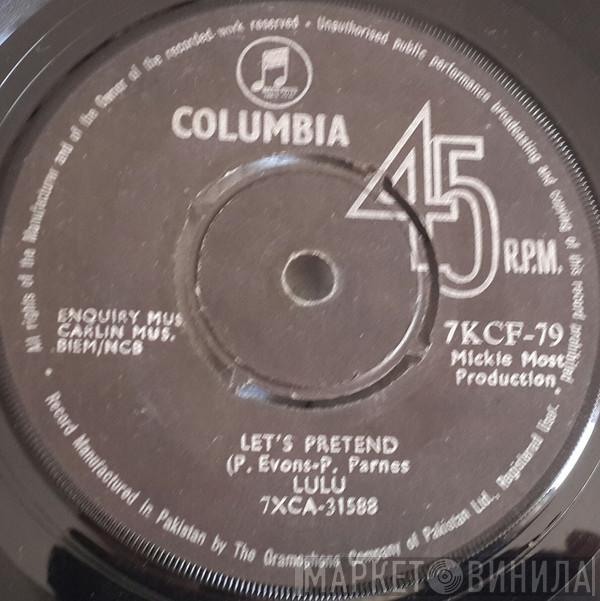 All rights of the Manufacturer and of the Owner of the recorded work reserved • Unauthorised public performance broadcasting and copying of this record prohibited
COLUMBIA
45
R.P.M.
ENQUIRY MUS.
CARLIN MUS.
BIEM/NCB
7KCF-79
Mickie Most
Production
LET'S PRETEND
(P. Evons-P. Parnes
LULU
7XCA-31588
Record Manufactured in Pakistan by The Gramophone Company of Pakistan Ltd., Registered User.
МАРКЕТ ВИНИЛА